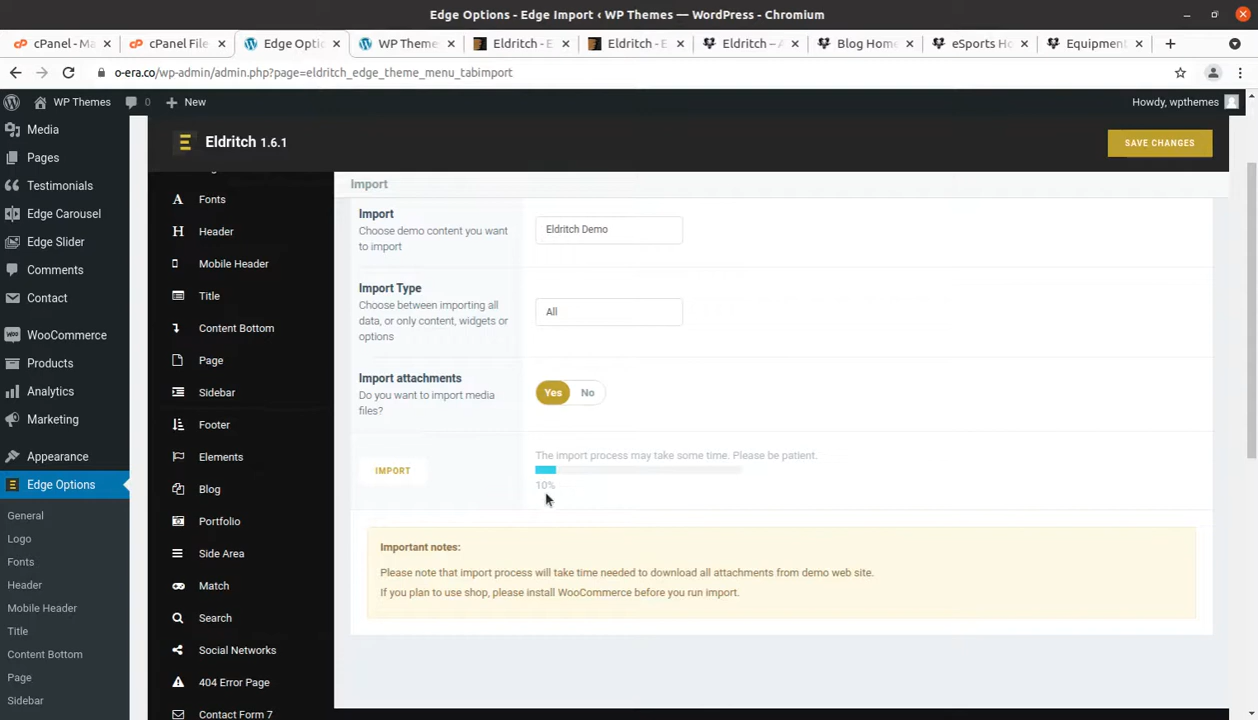 Edge Options - Edge Import ‹ WP Themes — WordPress - Chromium
cPanel - Ma
cPanel File
Edge Optio
WP Theme
Eldritch - E
Eldritch - E
Eldritch – A
Blog Home
eSports Ho
Equipment
o-era.co/wp-admin/admin.php?page=eldritch_edge_theme_menu_tabimport
WP Themes
0
New
Howdy, wpthemes
Media
Pages
Testimonials
Edge Carousel
Edge Slider
Comments
Contact
WooCommerce
Products
Analytics
Marketing
Appearance
Edge Options
General
Logo
Fonts
Header
Mobile Header
Title
Content Bottom
Page
Sidebar
Eldritch 1.6.1
SAVE CHANGES
Fonts
Header
Mobile Header
Title
Content Bottom
Page
Sidebar
Footer
Elements
Blog
Portfolio
Side Area
Match
Search
Social Networks
404 Error Page
Contact Form 7
Import
Import
Choose demo content you want
to import
Eldritch Demo
Import Type
Choose between importing all
data, or only content, widgets or
options
All
Import attachments
Do you want to import media
files?
Yes
No
IMPORT
The import process may take some time. Please be patient.
10%
Important notes:
Please note that import process will take time needed to download all attachments from demo web site.
If you plan to use shop, please install WooCommerce before you run import.